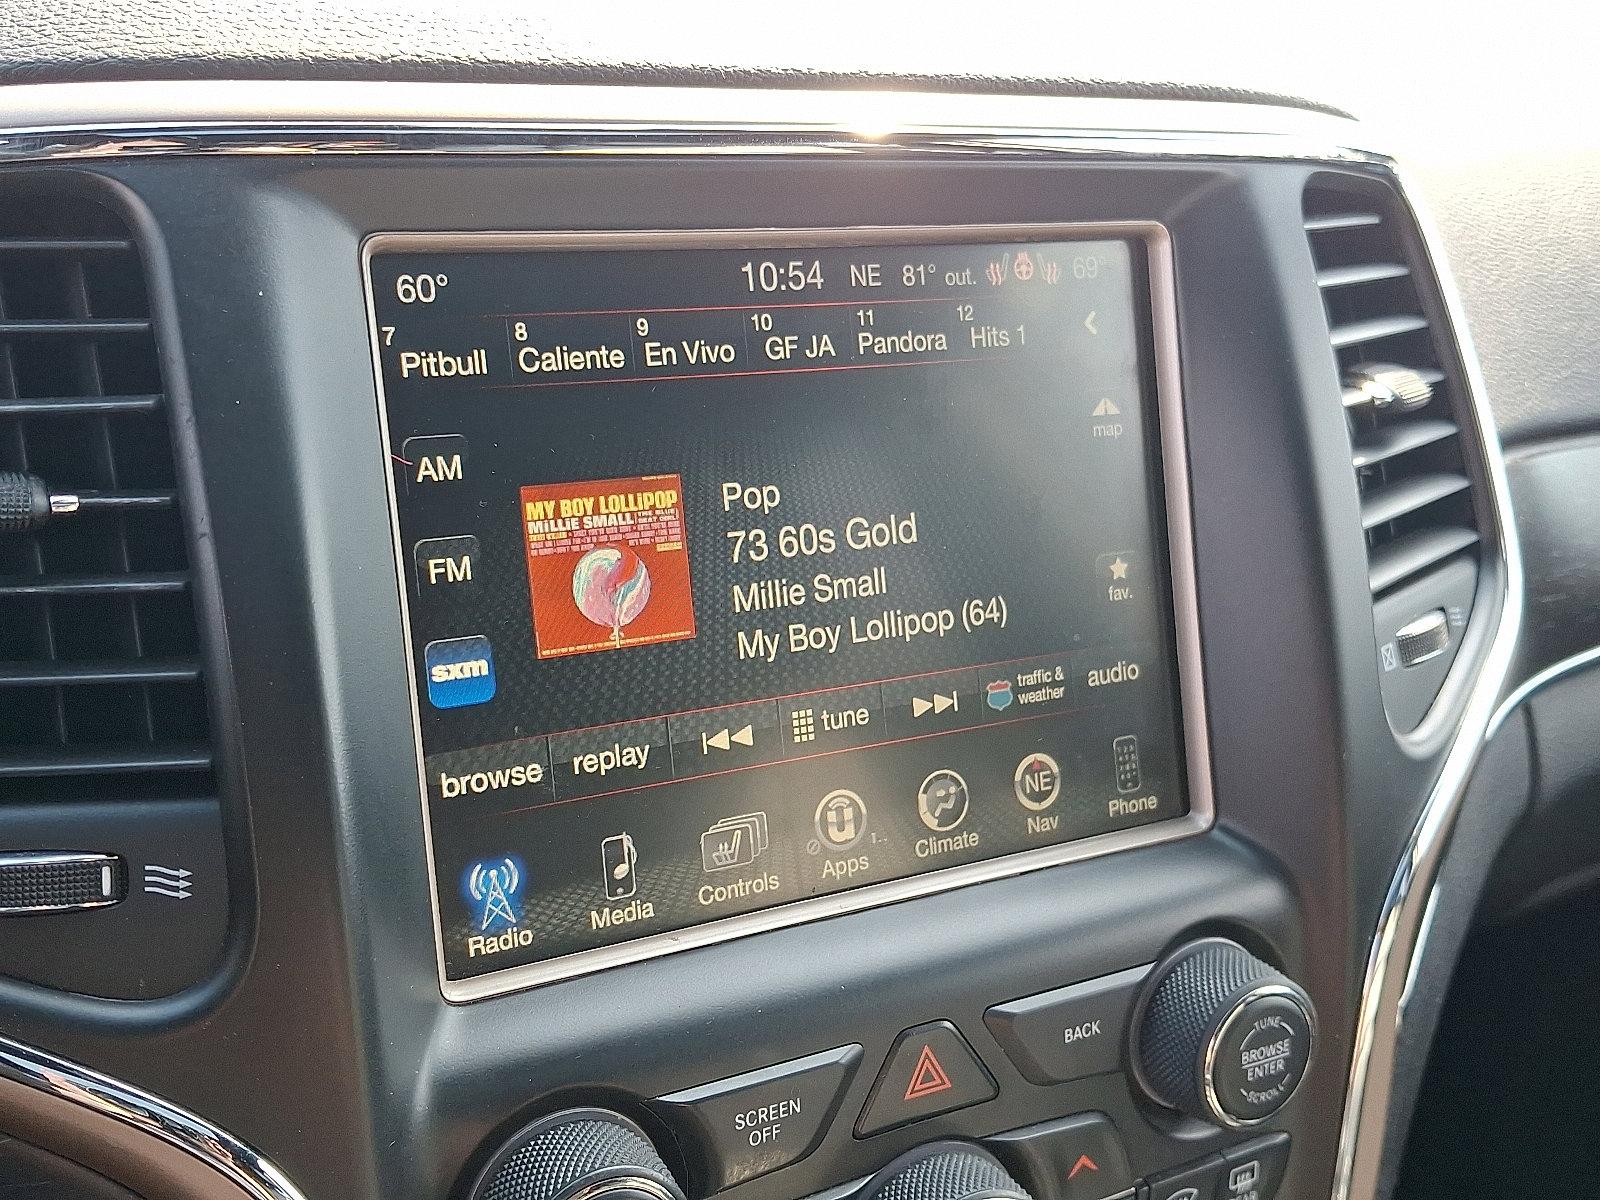 60° 10:54 NE 81° out. 69°
7 Pitbull 8 Caliente 9 En Vivo 10 GF JA 11 Pandora 12 Hits 1
map
AM
FM
sxm
MY BOY LOLLiPOP
MiLLiE SMALL
Pop
73 60s Gold
Millie Small
My Boy Lollipop (64)
fav.
browse replay tune traffic & weather audio
Radio Media Controls Apps Climate NE Nav Phone
BACK
TUNE
BROWSE
ENTER
SCROLL
SCREEN
OFF